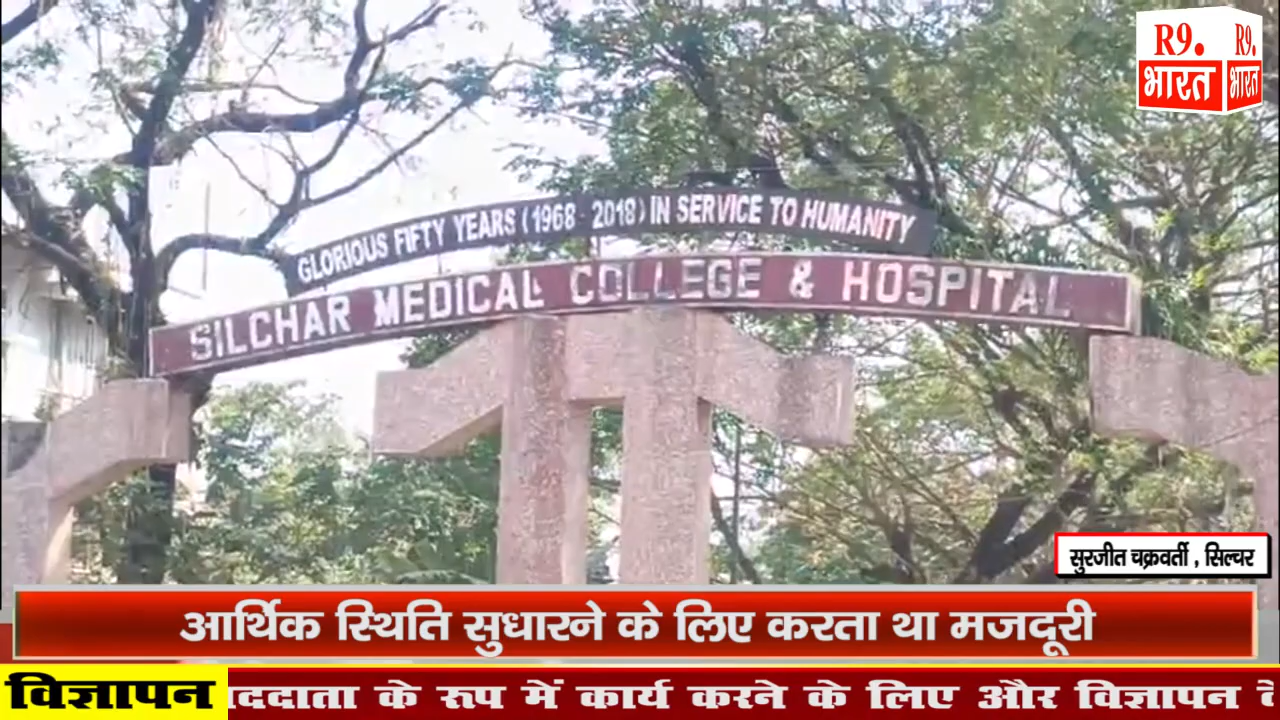 R9.
भारत
R9.
भारत
GLORIOUS FIFTY YEARS (1968 - 2018) IN SERVICE TO HUMANITY
SILCHAR MEDICAL COLLEGE & HOSPITAL
सुरजीत चक्रवर्ती , सिल्चर
आर्थिक स्थिति सुधारने के लिए करता था मजदूरी
विज्ञापन
ददाता के रूप में कार्य करने के लिए और विज्ञापन